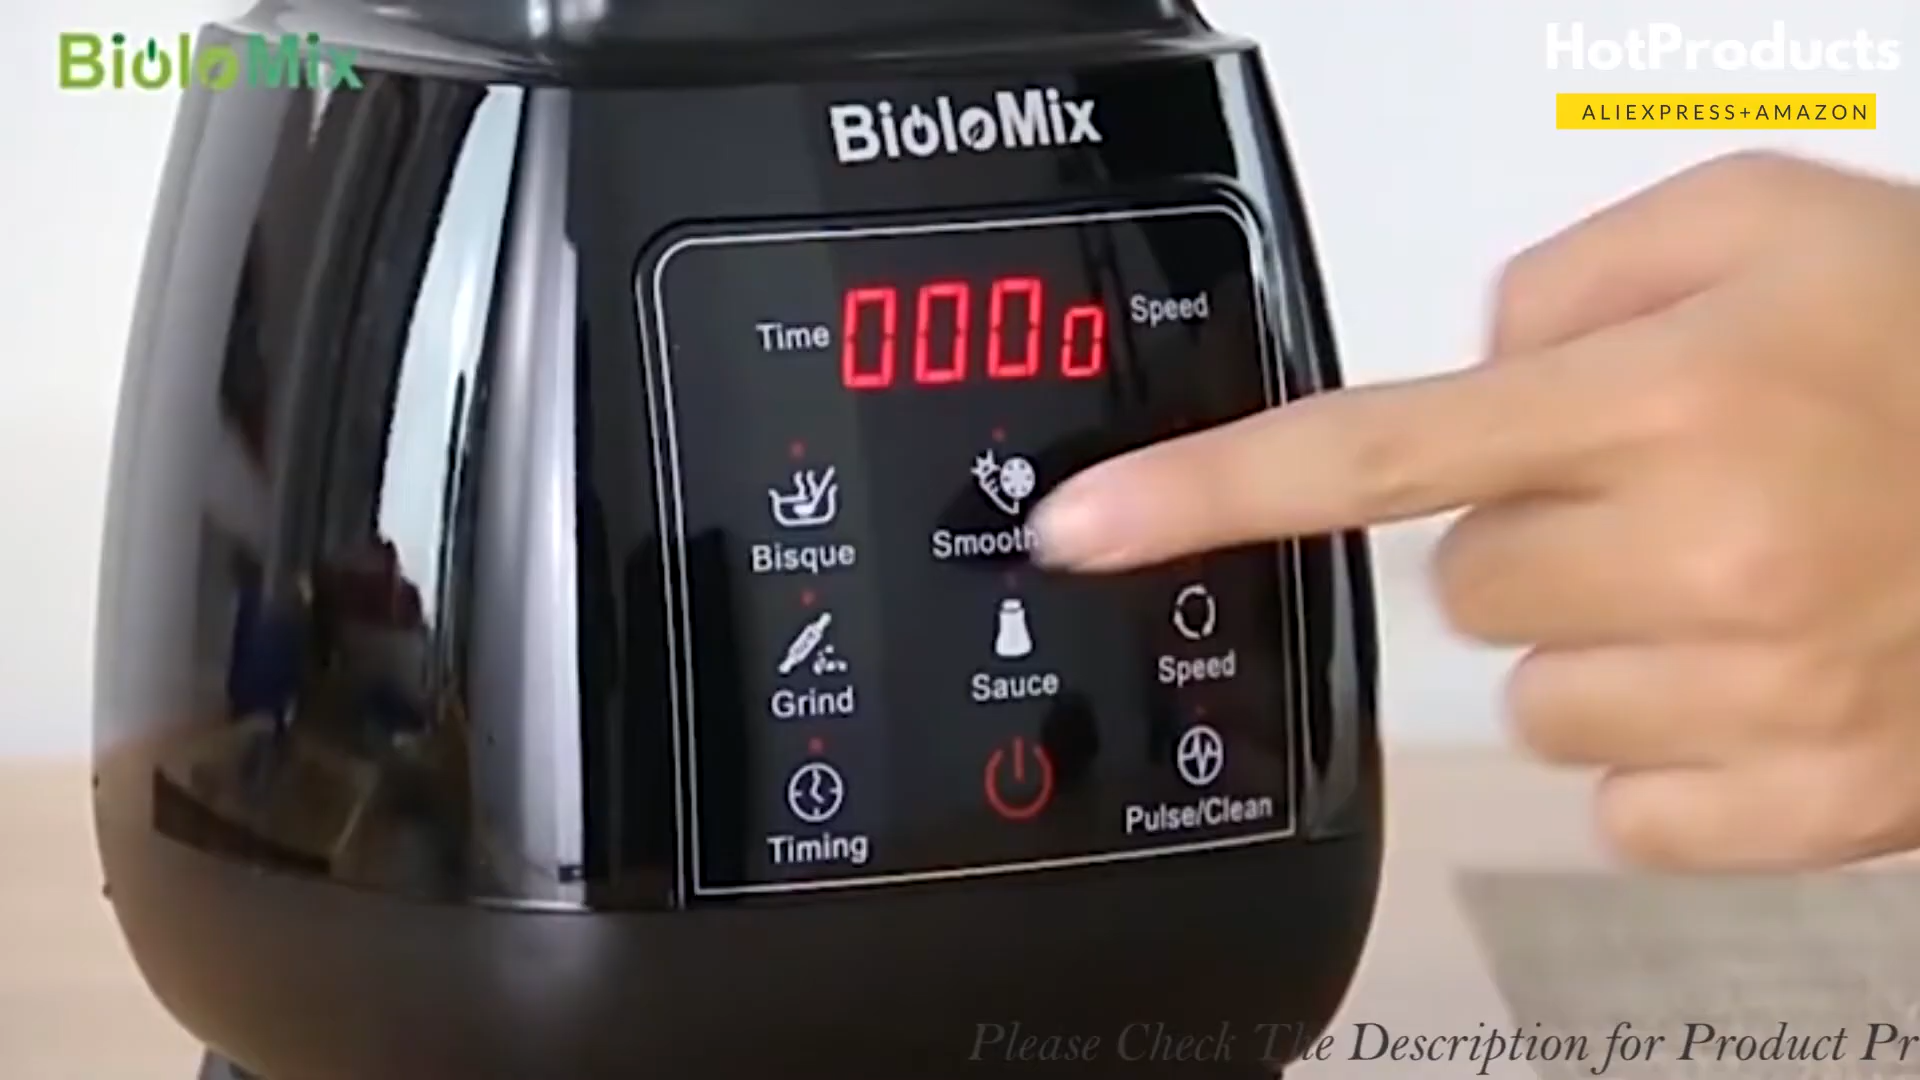 BioloMix
HotProducts
ALIEXPRESS+AMAZON
BioloMix
Time 000 0 Speed
Bisque
Smooth
Grind
Sauce
Speed
Timing
Pulse/Clean
Please Check The Description for Product Pr